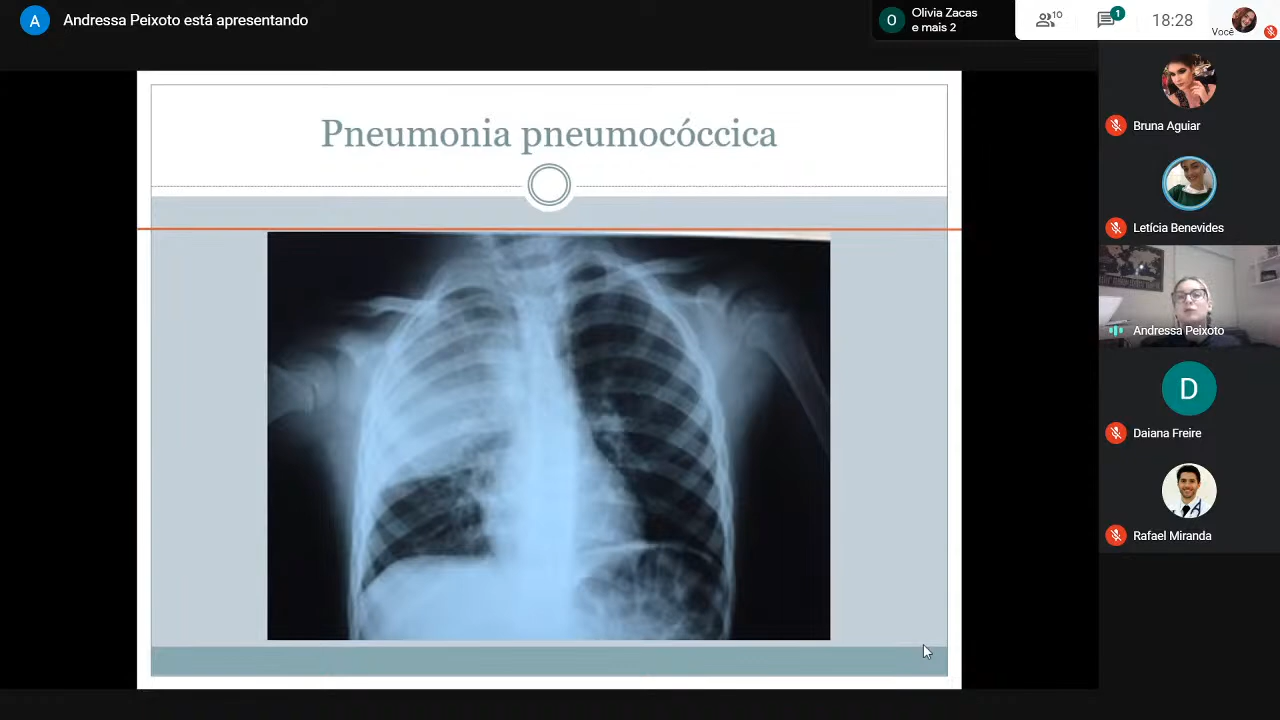 A
Andressa Peixoto está apresentando
O
Olivia Zacas
e mais 2
10
1
18:28
Você
Pneumonia pneumocóccica
Bruna Aguiar
Letícia Benevides
Andressa Peixoto
D
Daiana Freire
Rafael Miranda